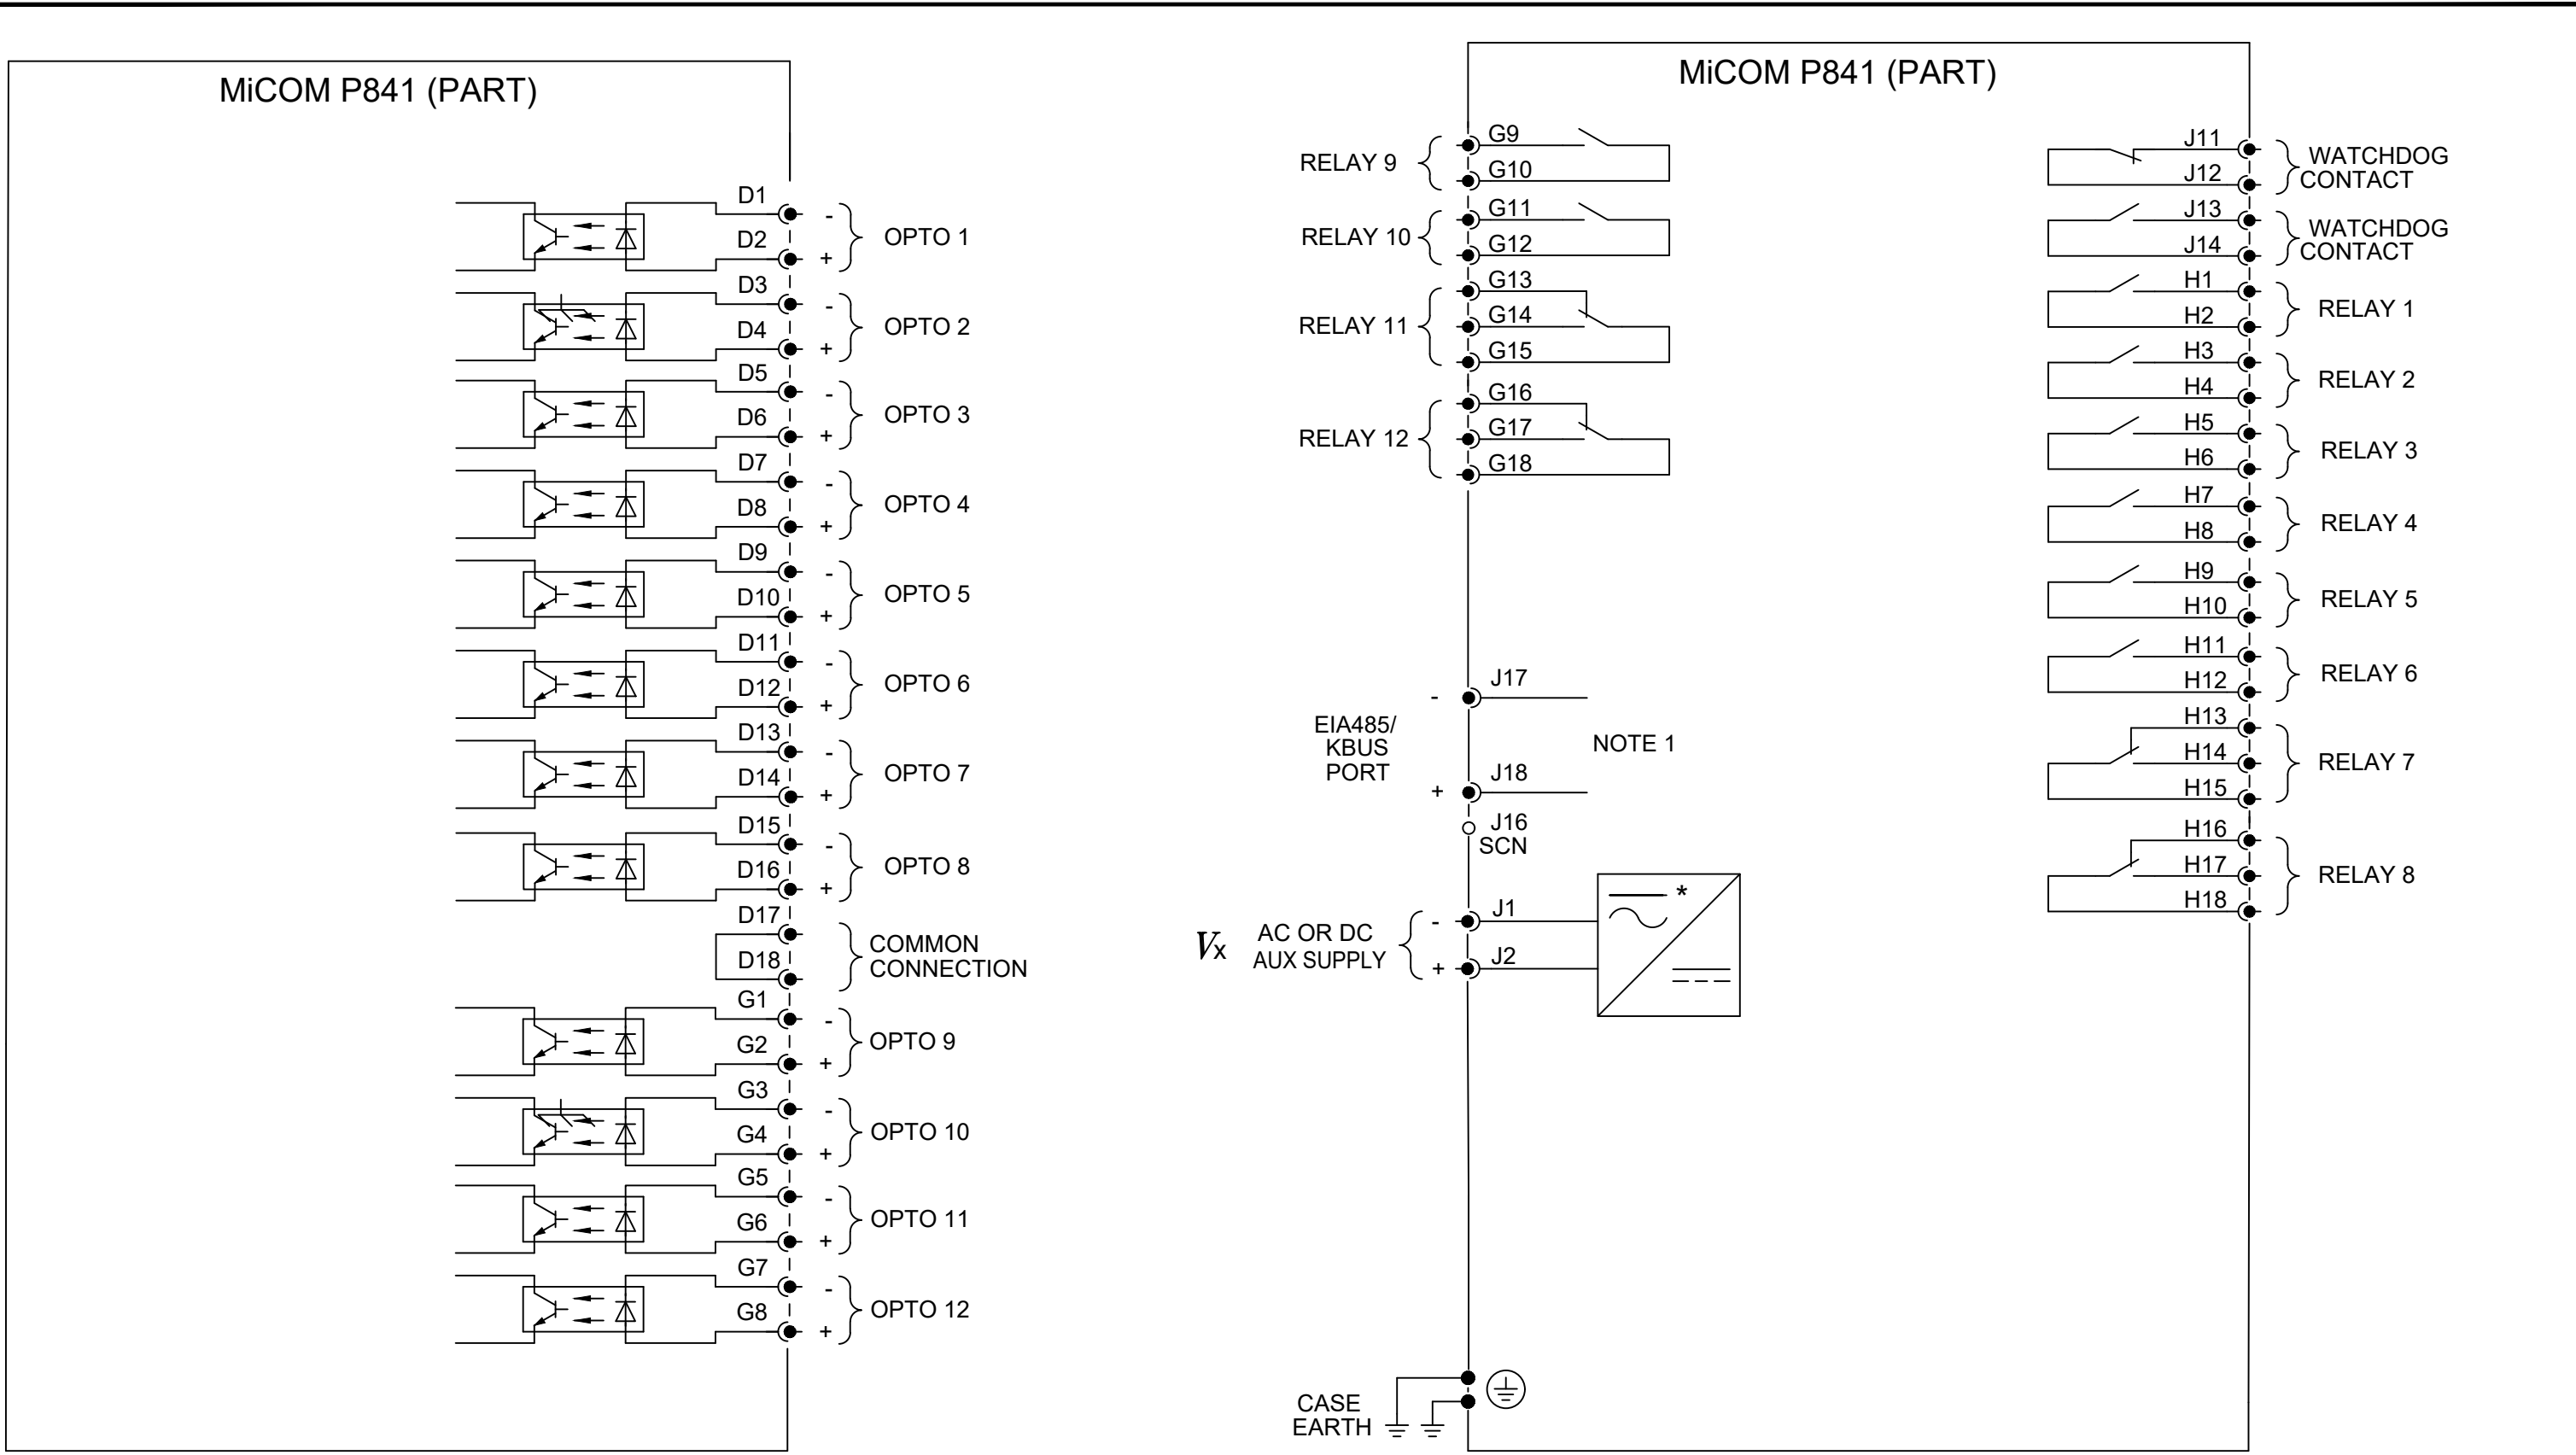 MiCOM P841 (PART)
D1
-
D2
+
OPTO 1
D3
-
D4
+
OPTO 2
D5
-
D6
+
OPTO 3
D7
-
D8
+
OPTO 4
D9
-
D10
+
OPTO 5
D11
-
D12
+
OPTO 6
D13
-
D14
+
OPTO 7
D15
-
D16
+
OPTO 8
D17
D18
COMMON
CONNECTION
G1
-
G2
+
OPTO 9
G3
-
G4
+
OPTO 10
G5
-
G6
+
OPTO 11
G7
-
G8
+
OPTO 12
MiCOM P841 (PART)
RELAY 9
G9
G10
RELAY 10
G11
G12
RELAY 11
G13
G14
G15
RELAY 12
G16
G17
G18
-
J17
EIA485/
KBUS
PORT
NOTE 1
+
J18
J16
SCN
Vx
AC OR DC
AUX SUPPLY
-
J1
+
J2
*
CASE
EARTH
J11
J12
WATCHDOG
CONTACT
J13
J14
WATCHDOG
CONTACT
H1
H2
RELAY 1
H3
H4
RELAY 2
H5
H6
RELAY 3
H7
H8
RELAY 4
H9
H10
RELAY 5
H11
H12
RELAY 6
H13
H14
H15
RELAY 7
H16
H17
H18
RELAY 8